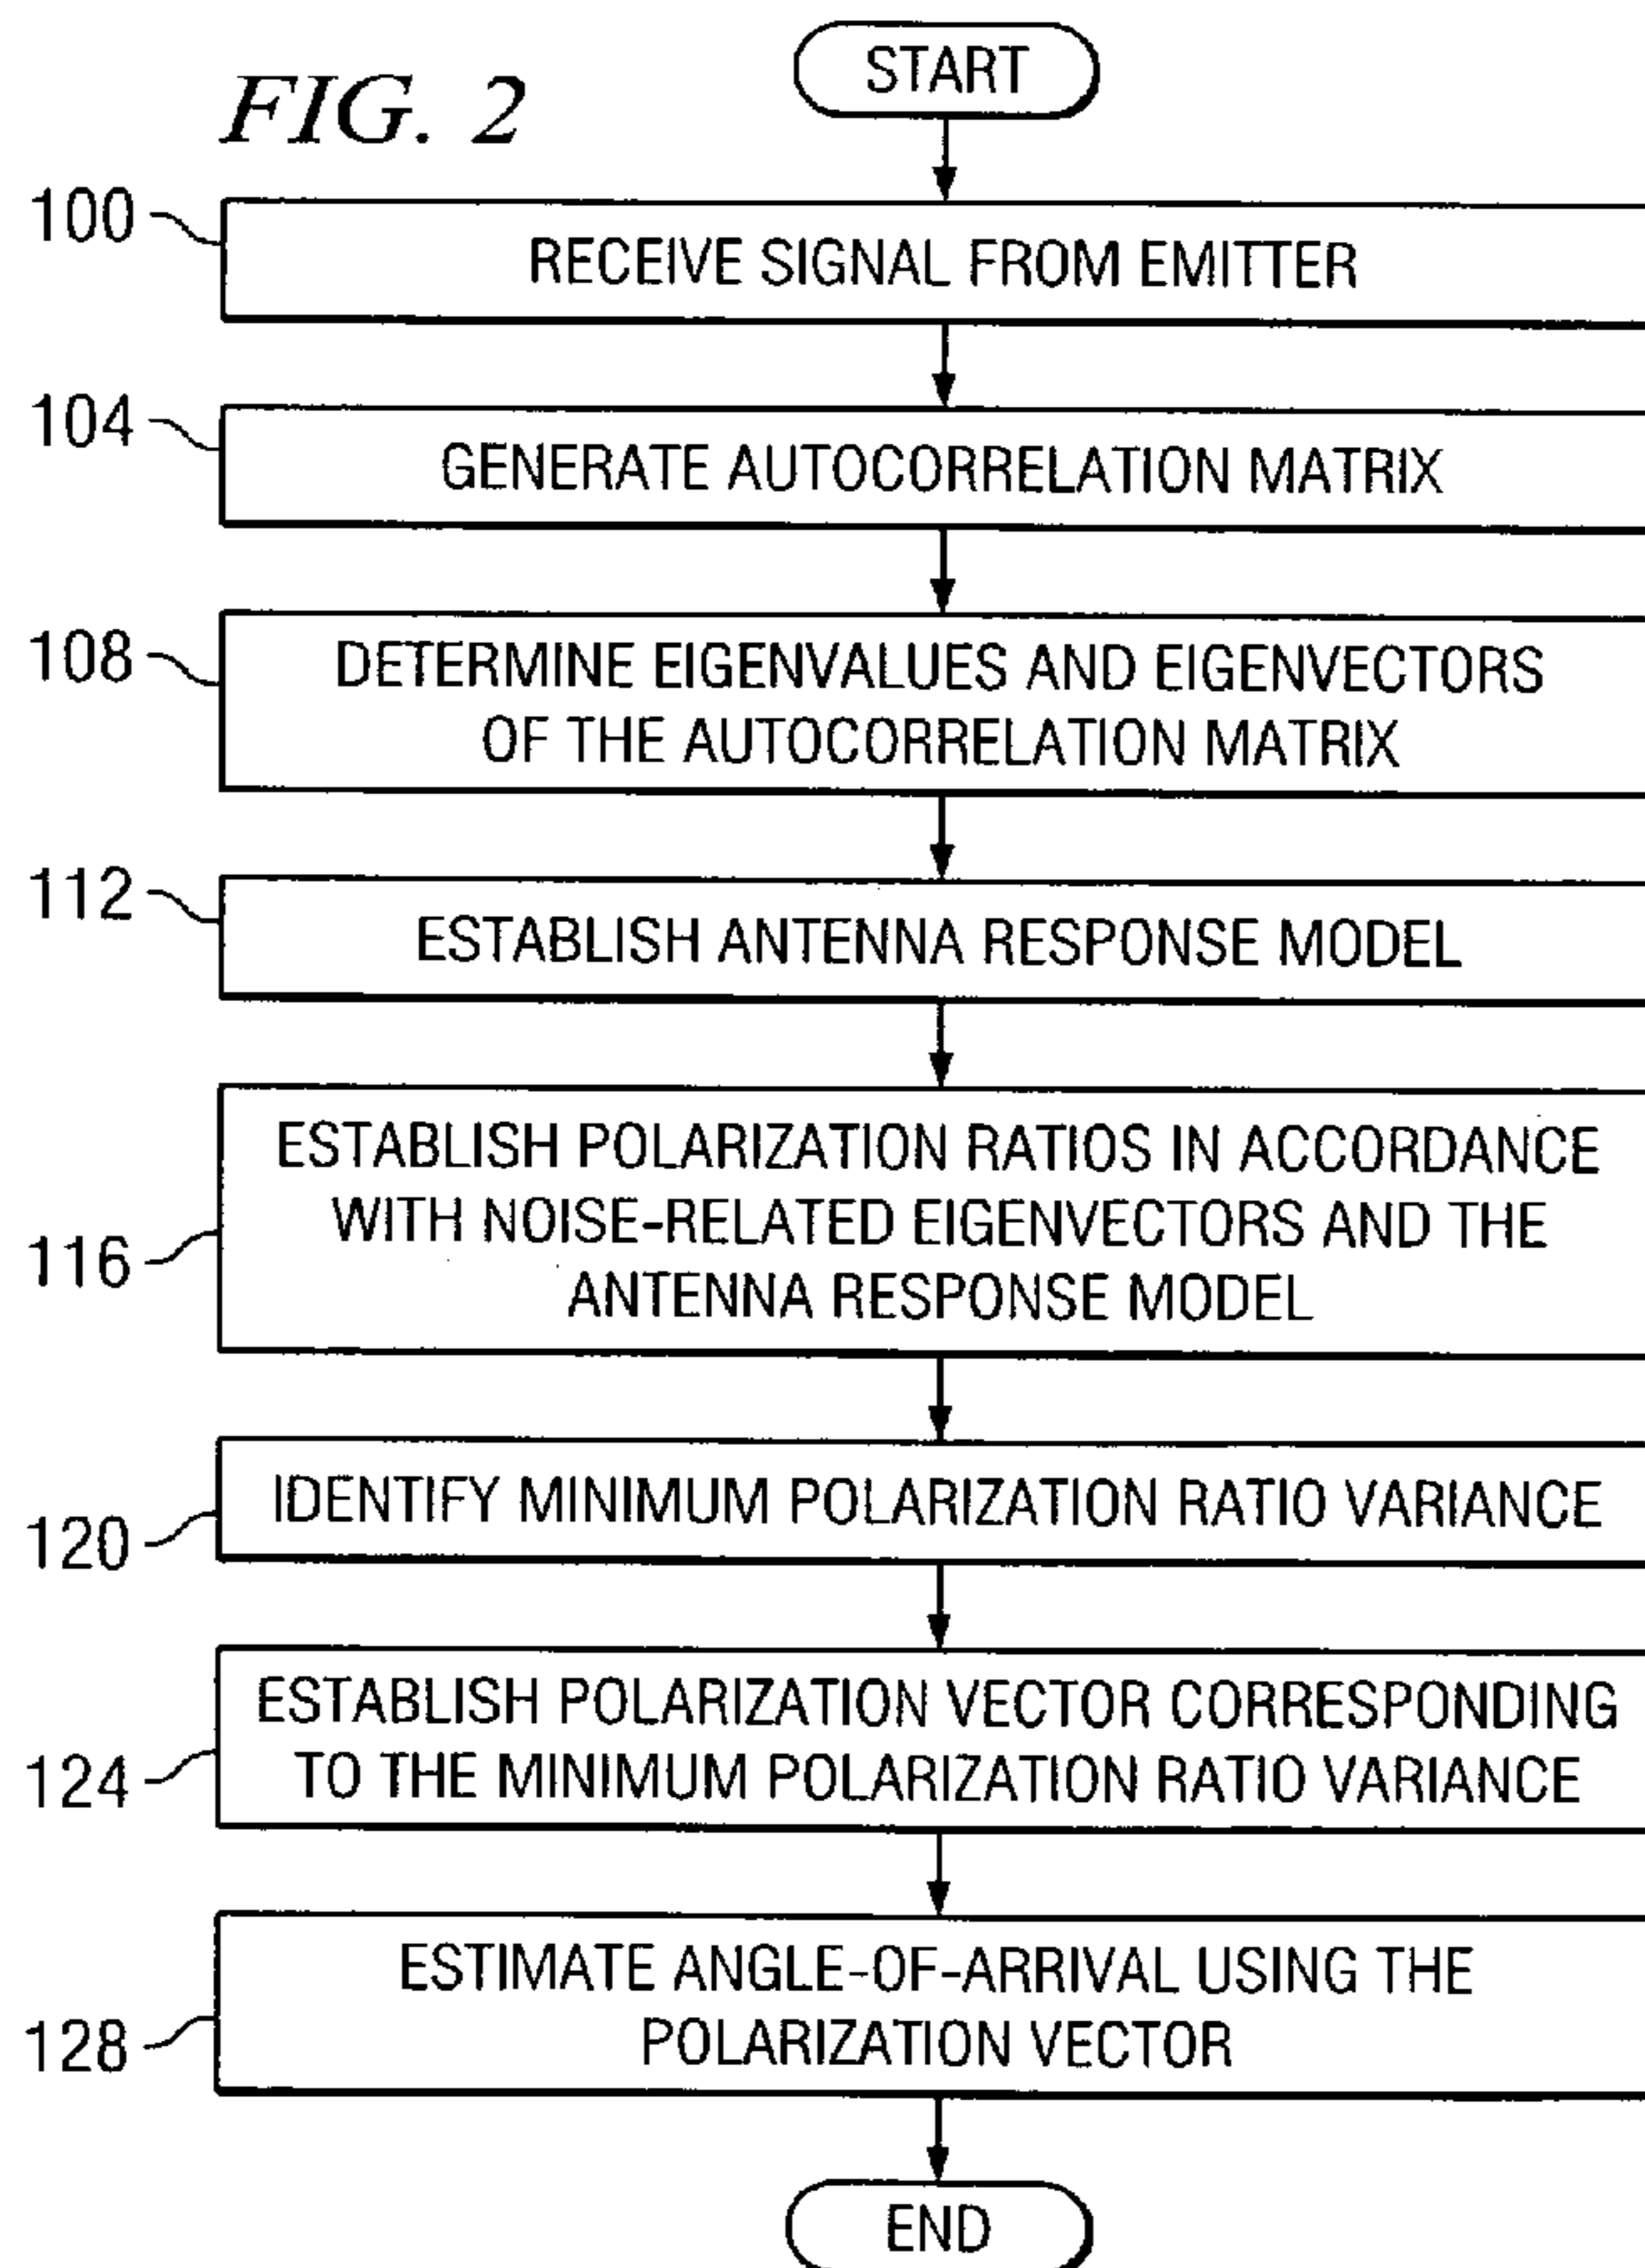 FIG. 2
START
100
RECEIVE SIGNAL FROM EMITTER
104
GENERATE AUTOCORRELATION MATRIX
108
DETERMINE EIGENVALUES AND EIGENVECTORS
OF THE AUTOCORRELATION MATRIX
112
ESTABLISH ANTENNA RESPONSE MODEL
116
ESTABLISH POLARIZATION RATIOS IN ACCORDANCE
WITH NOISE-RELATED EIGENVECTORS AND THE
ANTENNA RESPONSE MODEL
120
IDENTIFY MINIMUM POLARIZATION RATIO VARIANCE
124
ESTABLISH POLARIZATION VECTOR CORRESPONDING
TO THE MINIMUM POLARIZATION RATIO VARIANCE
128
ESTIMATE ANGLE-OF-ARRIVAL USING THE
POLARIZATION VECTOR
END